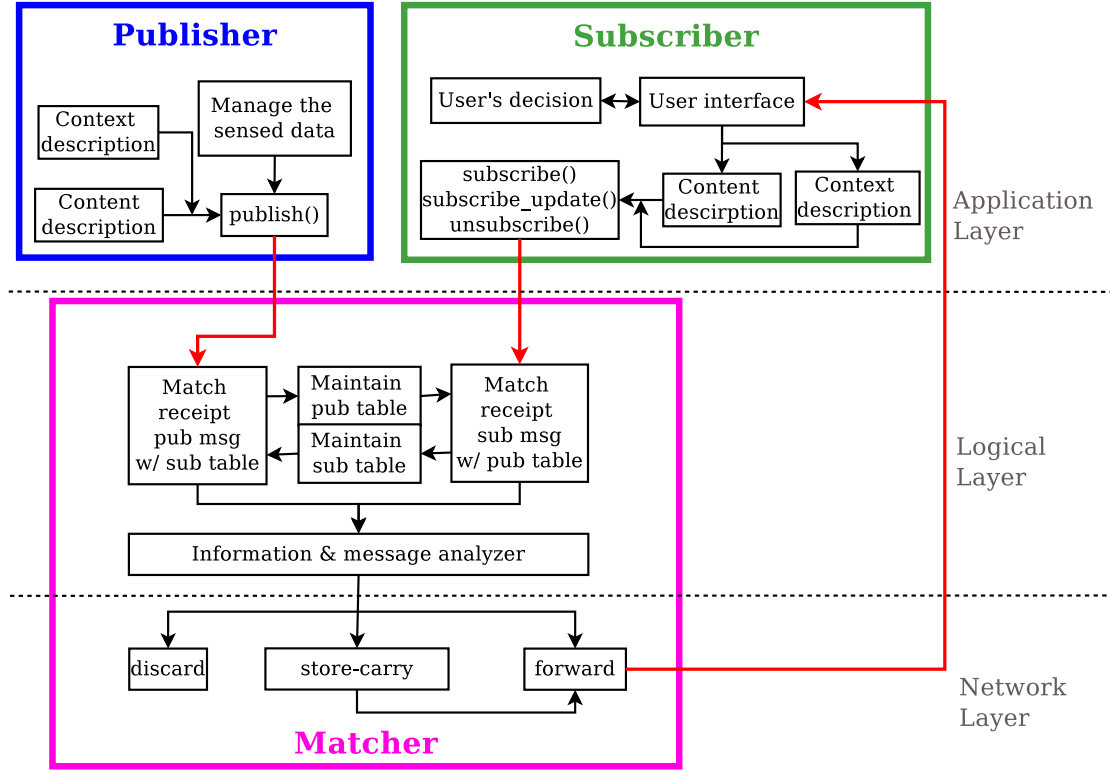 Publisher
Subscriber
Context
description
Manage the
sensed data
Content
description
publish()
User's decision
User interface
subscribe()
subscribe_update()
unsubscribe()
Content
descirption
Context
description
Application
Layer
Match
receipt
pub msg
w/ sub table
Maintain
pub table
Maintain
sub table
Match
receipt
sub msg
w/ pub table
Logical
Layer
Information & message analyzer
discard
store-carry
forward
Network
Layer
Matcher